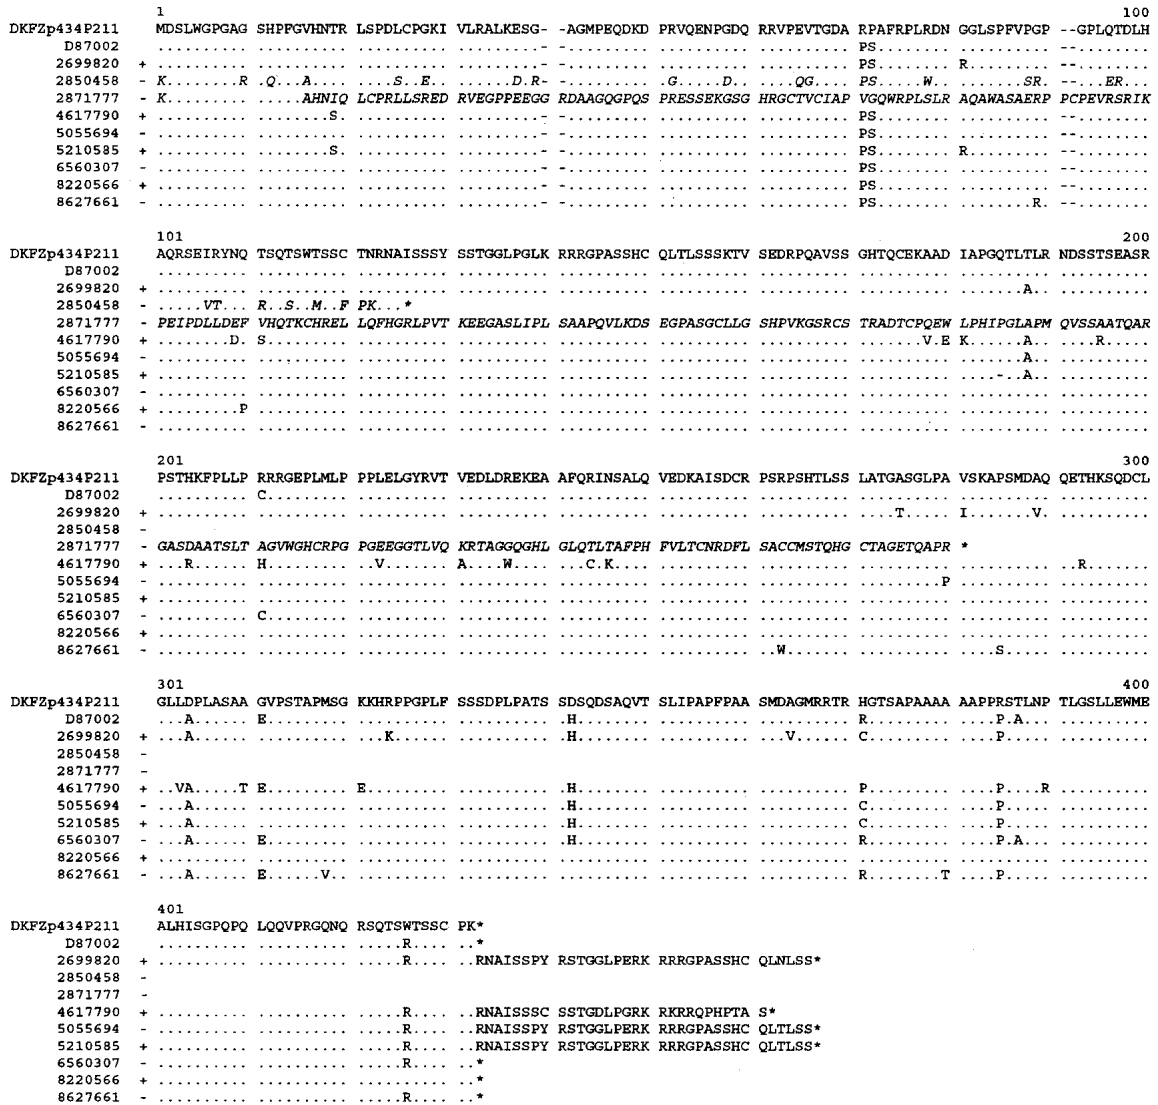 1 100
DKFZp434P211 MDSLWGPGAG SHPFGVHNTR LSPDLCPGKI VLRALKESG- -AGMPEQDKD PRVQENPGDQ RRVPEVTGDA RPAFRPLRDN GGLSPFVPGP --GPLQTDLH
D87002 .......... .......... .......... .........- -......... .......... .......... PS........ .......... --........
2699820 + .......... .......... .......... .........- -......... .......... .......... PS........ R......... --........
2850458 - K........R .Q...A.... ....S.E... ....D.R..- -......... .G....D... .....QG... PS....W... .......SR. --....ER..
2871777 - K......... .....AHNIQ LCPRLLSRED RVEGPPEEGG RDAAGQGPQS PRESSEKGSG HRGCTVCIAP VGQWRPLSLR AQAWASAERP PCPEVRSRIK
4617790 + .......... ........S. .......... .........- -......... .......... .......... PS........ .......... --........
5055694 - .......... .......... .......... .........- -......... .......... .......... PS........ .......... --........
5210585 + .......... ........S. .......... .........- -......... .......... .......... PS........ R......... --........
6560307 - .......... .......... .......... .........- -......... .......... .......... PS........ .......... --........
8220566 + .......... .......... .......... .........- -......... .......... .......... PS........ .......... --........
8627661 - .......... .......... .......... .........- -......... .......... .......... PS........ ........R. --........
101 200
DKFZp434P211 AQRSEIRYNQ TSQTSWTSSC TNRNAISSSY SSTGGLPGLK RRRGPASSHC QLTLSSSKTV SEDRPQAVSS GHTQCEKAAD IAPGQTLTLR NDSSTSEASR
D87002 .......... .......... .......... .......... .......... .......... .......... .......... .......... ..........
2699820 + .......... .......... .......... .......... .......... .......... .......... .......... .......A.. ..........
2850458 - .....VT... R..S..M..F PK...*
2871777 - PEIPDLLDEF VHQTKCHREL LQFHGRLPVT KEEGASLIPL SAAPQVLKDS EGPASGCLLG SHPVKGSRCS TRADTCPQEW LPHIPGLAPM QVSSAATQAR
4617790 + ........D. S......... .......... .......... .......... .......... .......... .......V.E K......A.. .....R....
5055694 - .......... .......... .......... .......... .......... .......... .......... .......... .......A.. ..........
5210585 + .......... .......... .......... .......... .......... .......... .......... .......... ....-..A.. ..........
6560307 - .......... .......... .......... .......... .......... .......... .......... .......... .......... ..........
8220566 + .........P .......... .......... .......... .......... .......... .......... .......... .......... ..........
8627661 - .......... .......... .......... .......... .......... .......... .......... .......... .......... ..........
201 300
DKFZp434P211 PSTHKFPLLP RRRGEPLMLP PPLELGYRVT VEDLDREKEA AFQRINSALQ VEDKAISDCR PSRPSHTLSS LATGASGLPA VSKAPSMDAQ QETHKSQDCL
D87002 .......... C......... .......... .......... .......... .......... .......... .......... .......... ..........
2699820 + .......... .......... .......... .......... .......... .......... .......... ....T..... I.......V. ..........
2850458 -
2871777 - GASDAATSLT AGVWGHCRPG PGEEGGTLVQ KRTAGGQGHL GLQTLTAFPH FVLTCNRDFL SACCMSTQHG CTAGETQAPR *
4617790 + ...R...... H......... ..V....... A....W.... ...C.K.... .......... .......... .......... .......... ...R......
5055694 - .......... .......... .......... .......... .......... .......... .......... .........P .......... ..........
5210585 + .......... .......... .......... .......... .......... .......... .......... .......... .......... ..........
6560307 - .......... C......... .......... .......... .......... .......... .......... .......... .......... ..........
8220566 + .......... .......... .......... .......... .......... .......... .......... .......... .......... ..........
8627661 - .......... .......... .......... .......... .......... .......... ..W....... .......... ....S..... ..........
301 400
DKFZp434P211 GLLDPLASAA GVPSTAPMSG KKHRPPGPLF SSSDPLPATS SDSQDSAQVT SLIPAPFPAA SMDAGMRRTR HGTSAPAAAA AAPPRSTLNP TLGSLLEWME
D87002 ...A...... E......... .......... .......... .H........ .......... .......... R......... ....P.A... ..........
2699820 + ...A...... .......... ...K...... .......... .H........ .......... ...V...... C......... ....P..... ..........
2850458 -
2871777 -
4617790 + ..VA.....T E......... E......... .......... .H........ .......... .......... P......... ....P...R. ..........
5055694 - ...A...... .......... .......... .......... .H........ .......... .......... C......... ....P..... ..........
5210585 + ...A...... .......... .......... .......... .H........ .......... .......... C......... ....P..... ..........
6560307 - ...A...... E......... .......... .......... .H........ .......... .......... R......... ....P.A... ..........
8220566 + .......... .......... .......... .......... .......... .......... .......... .......... .......... ..........
8627661 - ...A...... E.....V... .......... .......... .......... .......... .......... R........T ....P..... ..........
401
DKFZp434P211 ALHISGPQPQ LQQVPRGQNQ RSQTSWTSSC PK*
D87002 .......... .......... .....R.... ..*
2699820 + .......... .......... .....R.... ..RNAISSPY RSTGGLPERK RRRGPASSHC QLNLSS*
2850458 -
2871777 -
4617790 + .......... .......... .....R.... ..RNAISSSC SSTGDLPGRK RKRRQPHPTA S*
5055694 - .......... .......... .....R.... ..RNAISSPY RSTGGLPERK RRRGPASSHC QLTLSS*
5210585 + .......... .......... .....R.... ..RNAISSPY RSTGGLPERK RRRGPASSHC QLTLSS*
6560307 - .......... .......... .....R.... ..*
8220566 + .......... .......... .......... ..*
8627661 - .......... .......... .....R.... ..*